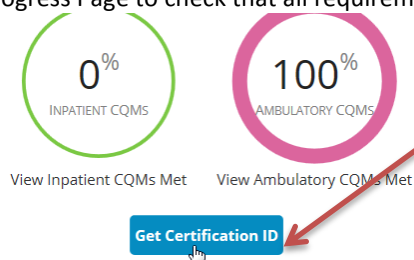 ogress Page to check that all requirem
0% 100%
INPATIENT CQMS AMBULATORY CQMS
View Inpatient CQMs Met View Ambulatory CQMs Met
Get Certification ID